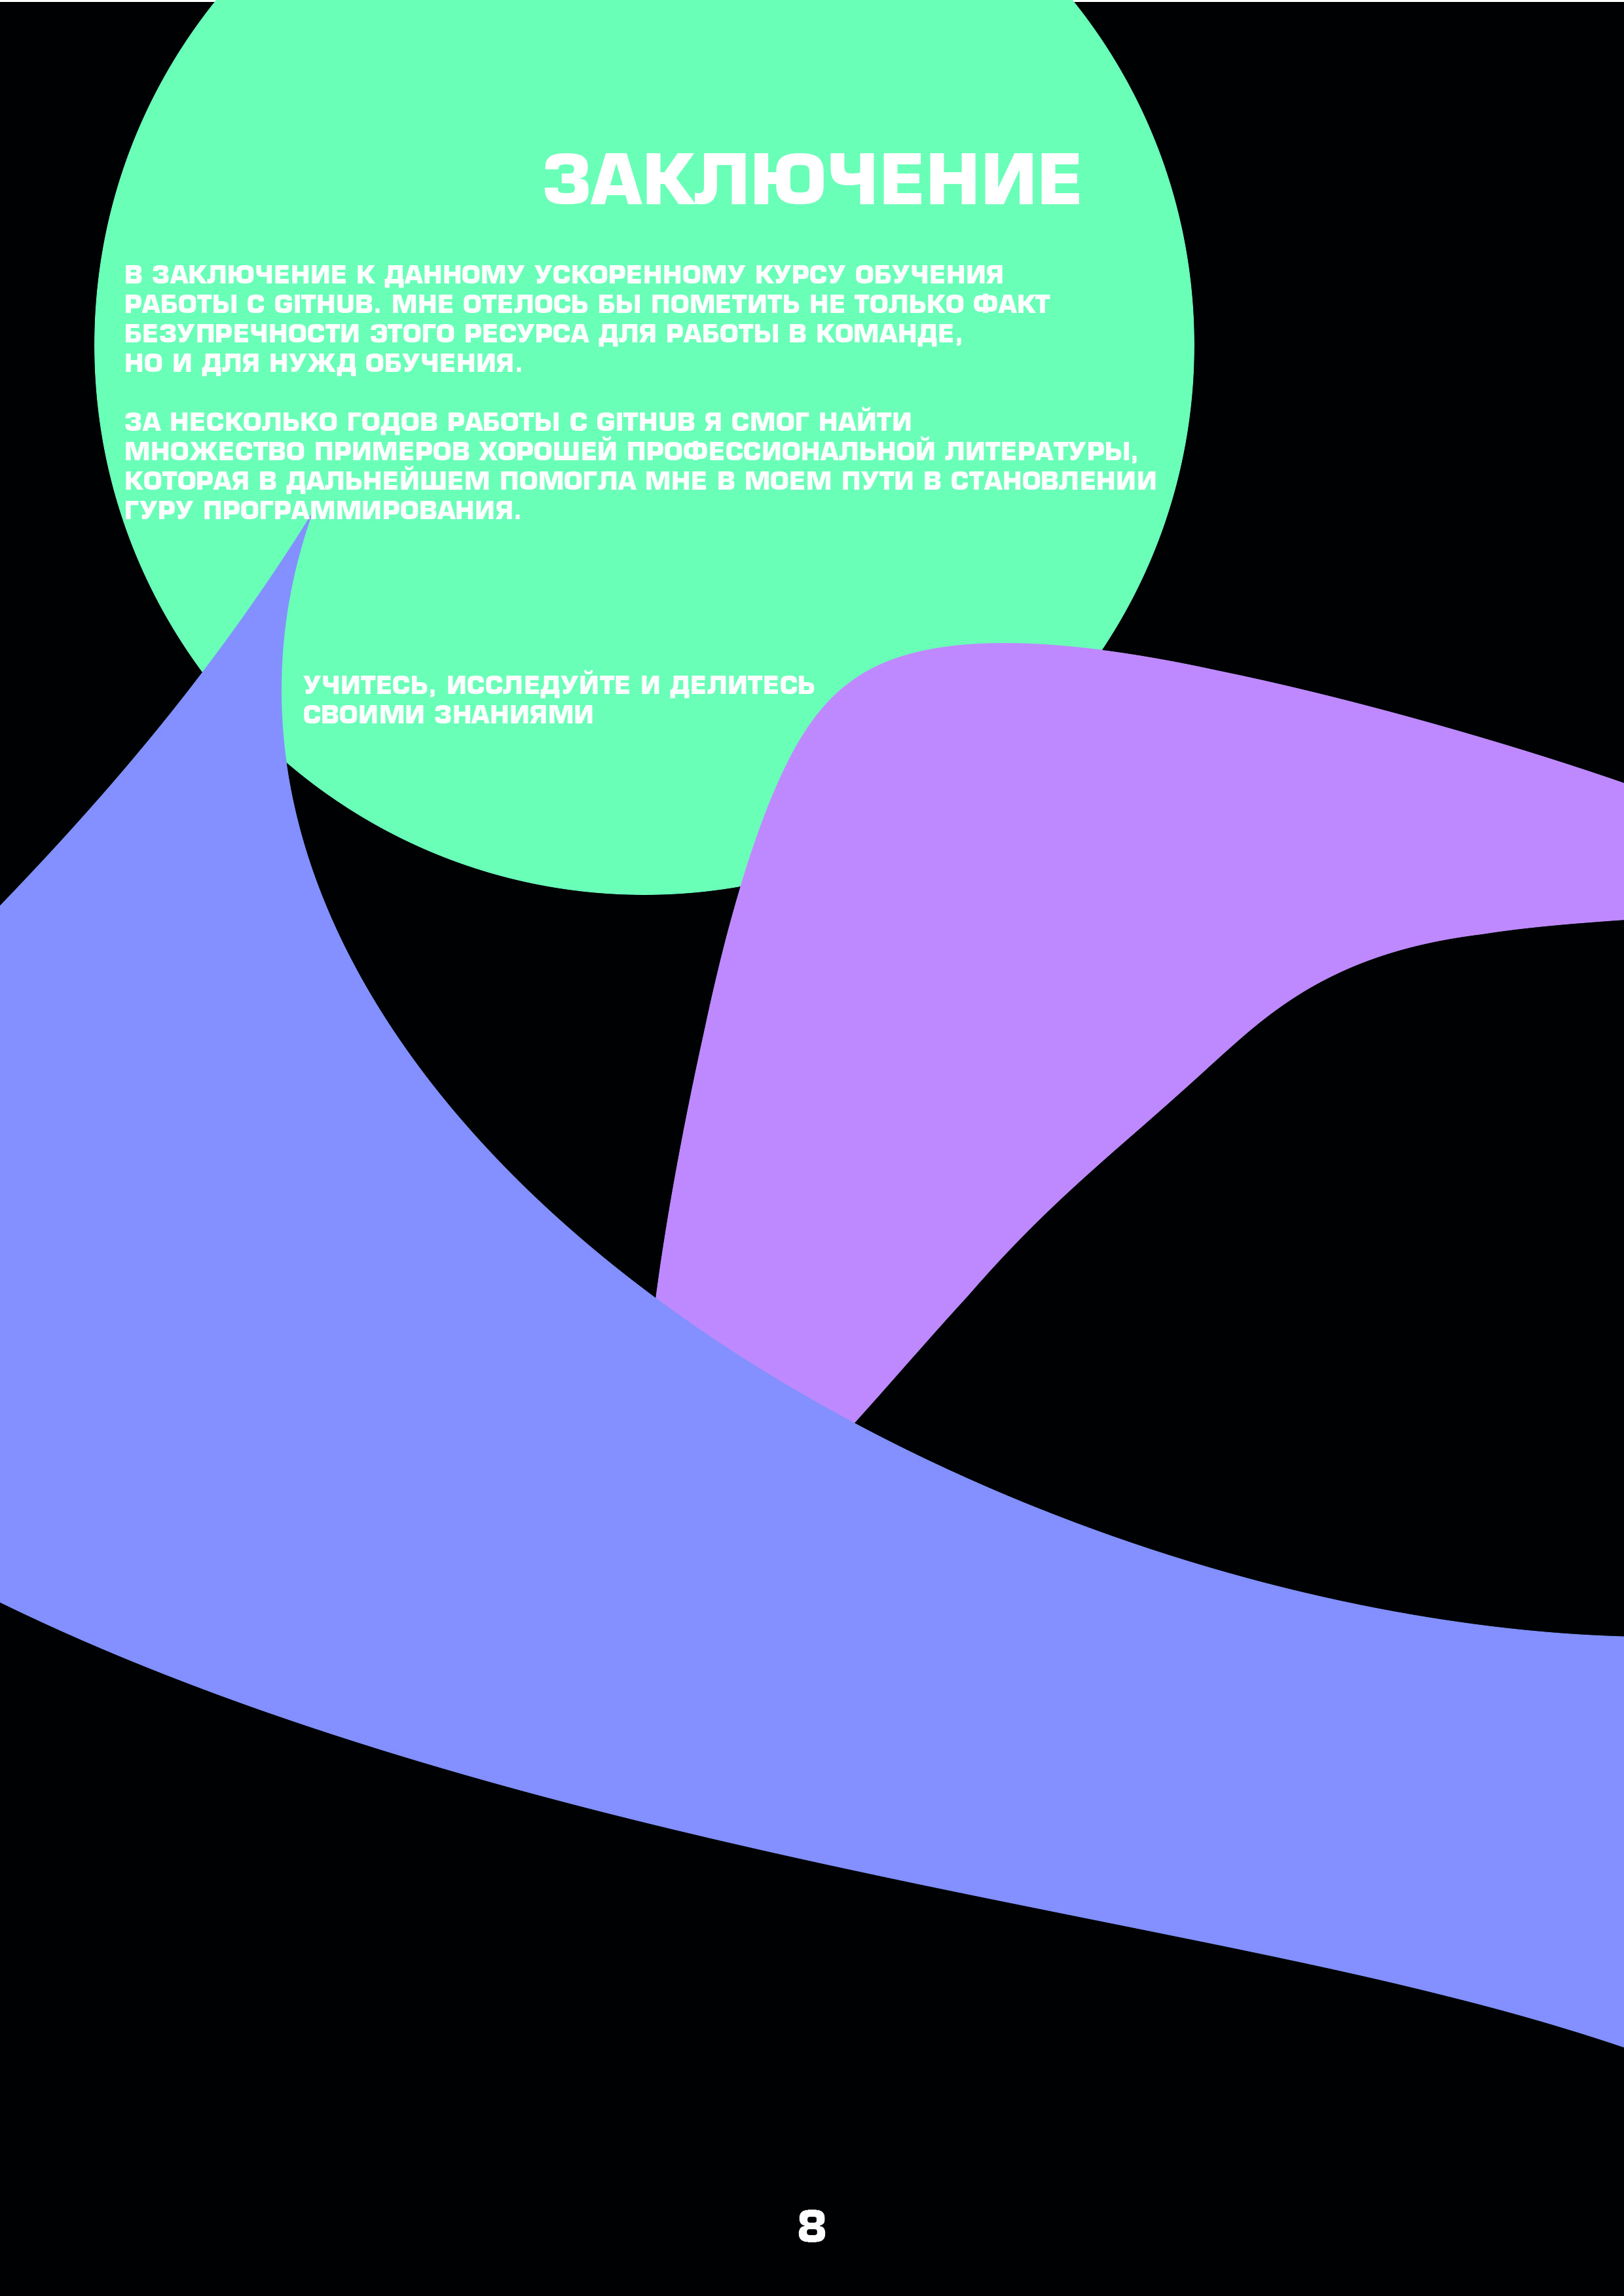 ЗАКЛЮЧЕНИЕ
В ЗАКЛЮЧЕНИЕ К ДАННОМУ УСКОРЕННОМУ КУРСУ ОБУЧЕНИЯ
РАБОТЫ С GITHUB. МНЕ ОТЕЛОСЬ БЫ ПОМЕТИТЬ НЕ ТОЛЬКО ФАКТ
БЕЗУПРЕЧНОСТИ ЭТОГО РЕСУРСА ДЛЯ РАБОТЫ В КОМАНДЕ,
НО И ДЛЯ НУЖД ОБУЧЕНИЯ.
ЗА НЕСКОЛЬКО ГОДОВ РАБОТЫ С GITHUB Я СМОГ НАЙТИ
МНОЖЕСТВО ПРИМЕРОВ ХОРОШЕЙ ПРОФЕССИОНАЛЬНОЙ ЛИТЕРАТУРЫ,
КОТОРАЯ В ДАЛЬНЕЙШЕМ ПОМОГЛА МНЕ В МОЕМ ПУТИ В СТАНОВЛЕНИИ
ГУРУ ПРОГРАММИРОВАНИЯ.
УЧИТЕСЬ, ИССЛЕДУЙТЕ И ДЕЛИТЕСЬ
СВОИМИ ЗНАНИЯМИ
8